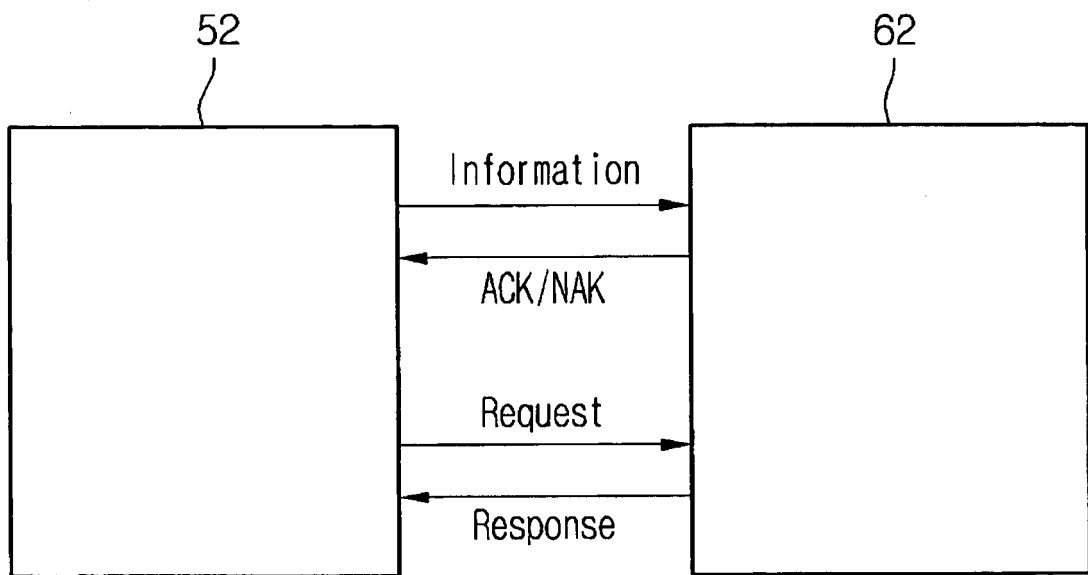 52
62
Information
ACK/NAK
Request
Response